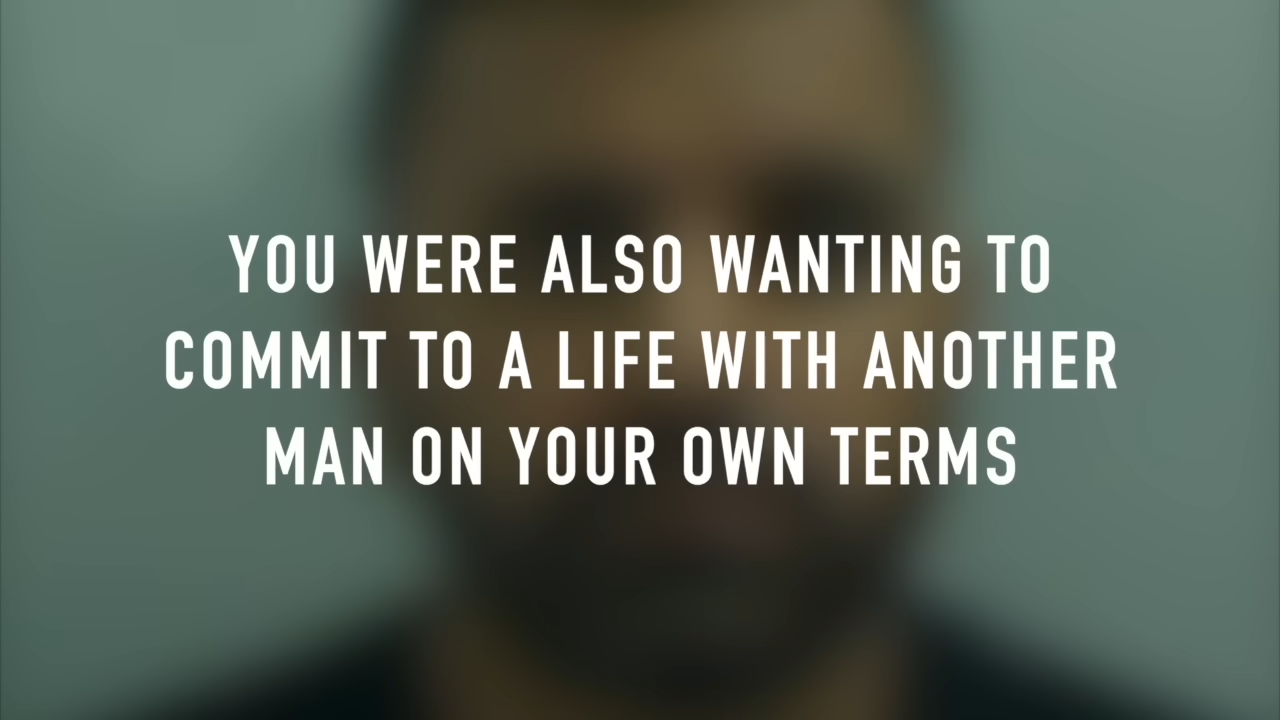 YOU WERE ALSO WANTING TO
COMMIT TO A LIFE WITH ANOTHER
MAN ON YOUR OWN TERMS